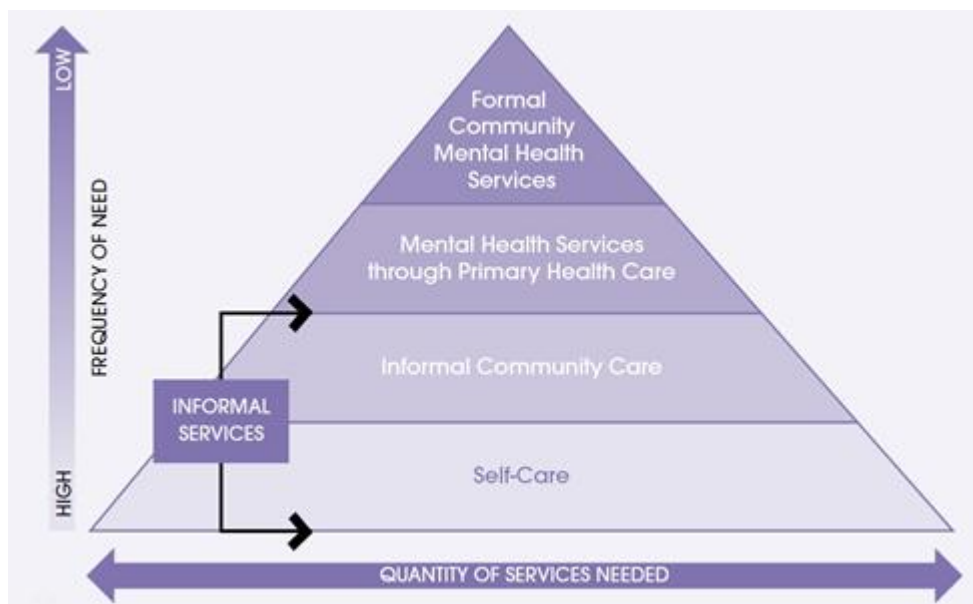 LOW
FREQUENCY OF NEED
HIGH
Formal
Community
Mental Health
Services
Mental Health Services
through Primary Health Care
Informal Community Care
INFORMAL
SERVICES
Self-Care
QUANTITY OF SERVICES NEEDED